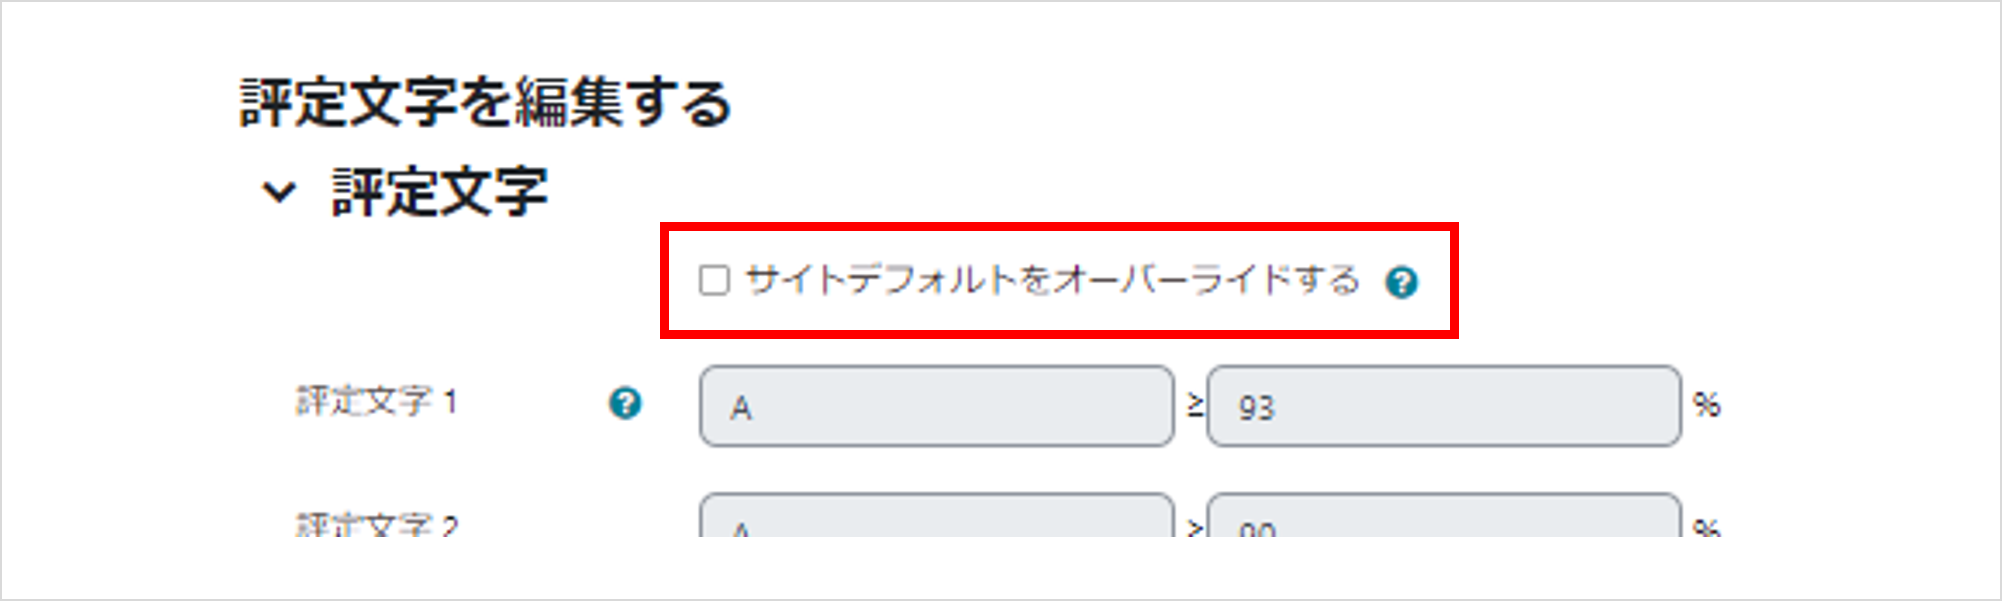 評定文字を編集する
評定文字
サイトデフォルトをオーバーライドする ?
評定文字 1 ? A ≥ 93 %
評定文字 2 A ≥ 90 %